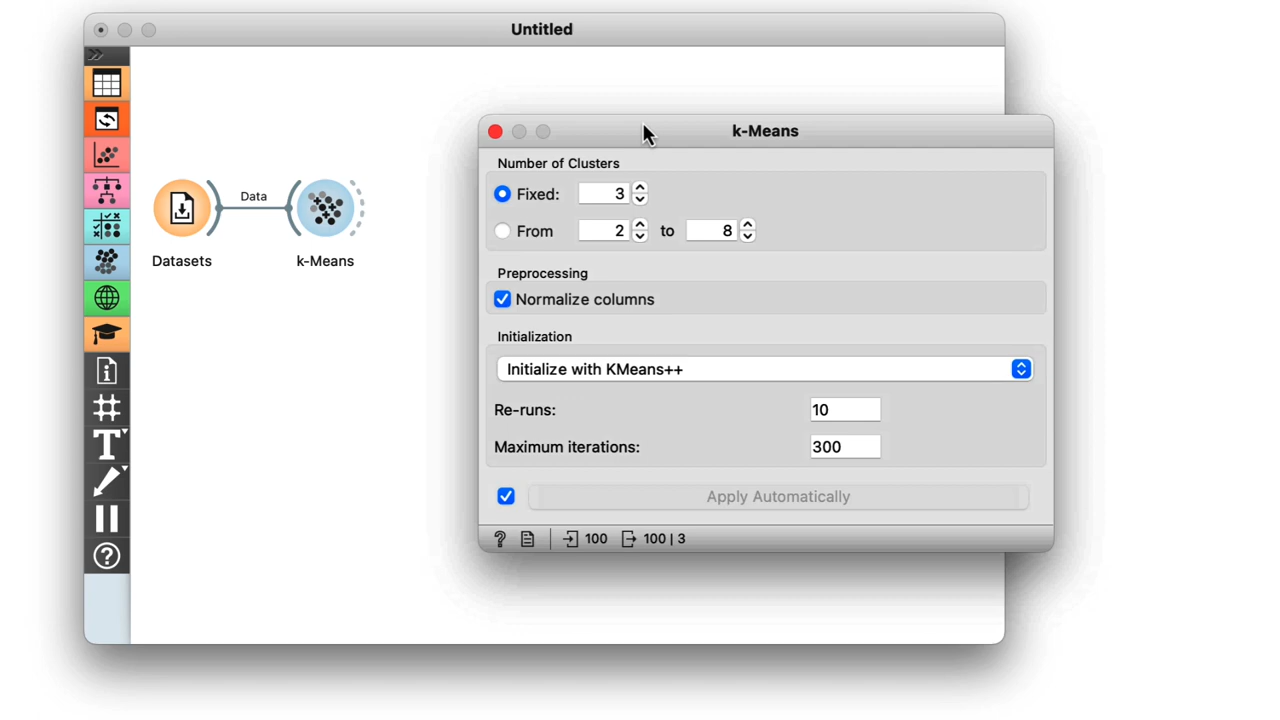 Untitled
k-Means
Number of Clusters
Fixed: 3
From 2 to 8
Data
Datasets
k-Means
Preprocessing
Normalize columns
Initialization
Initialize with KMeans++
Re-runs: 10
Maximum iterations: 300
Apply Automatically
? 100 100 | 3
T
?